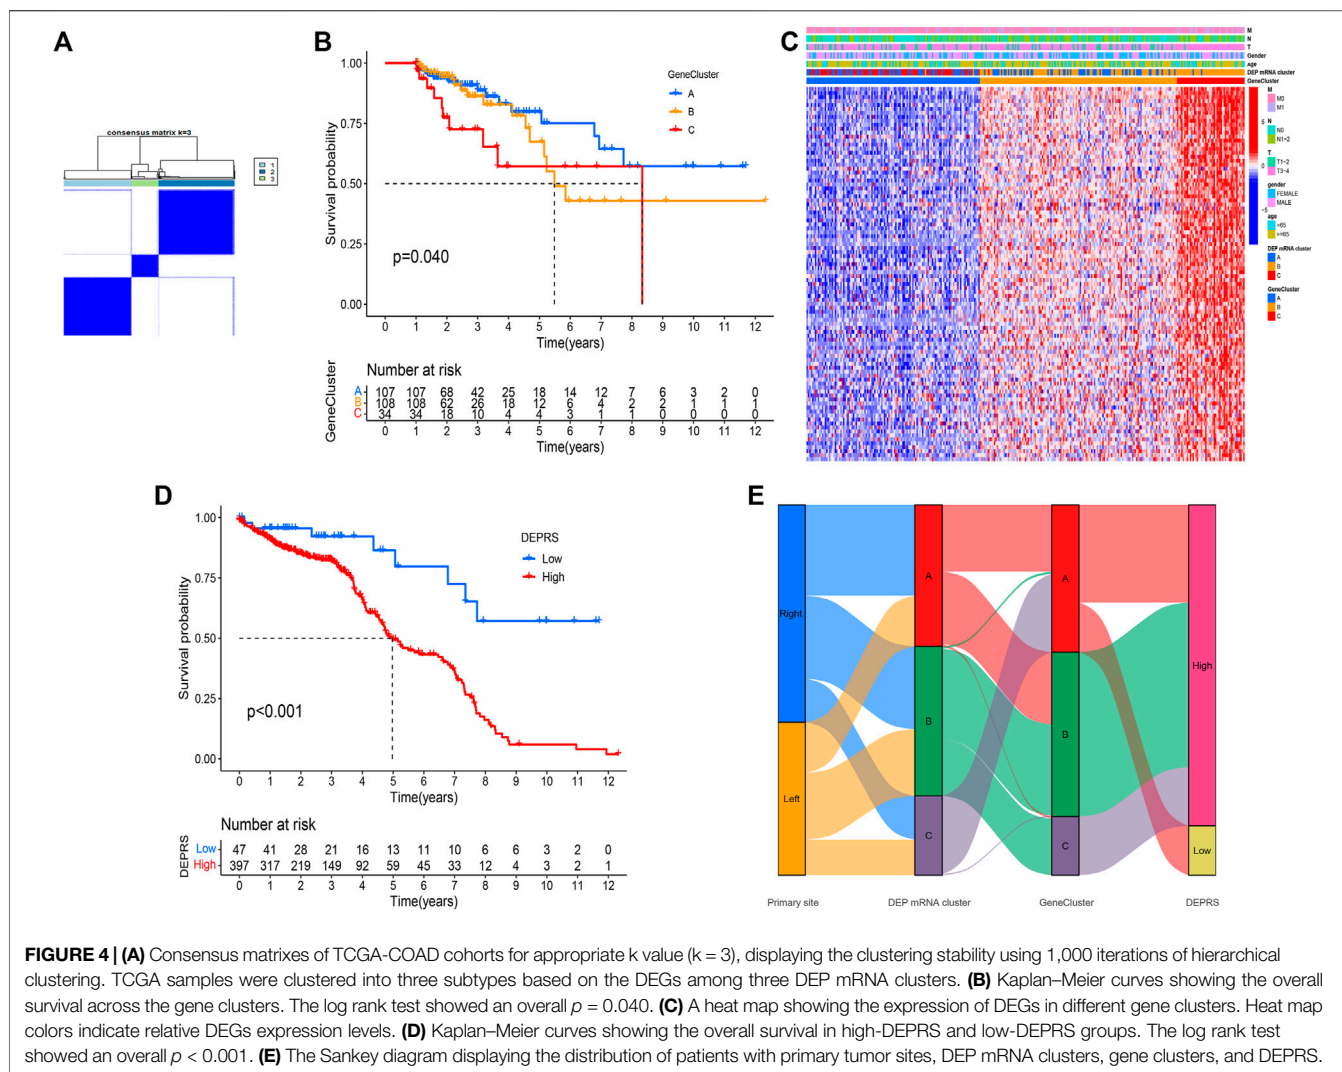 A
consensus matrix k=3
1
2
3
B
GeneCluster
A
B
C
Survival probability
1.00
0.75
0.50
0.25
0.00
p=0.040
0 1 2 3 4 5 6 7 8 9 10 11 12
Time(years)
Number at risk
GeneCluster
A 107 107 68 42 25 18 14 12 7 6 3 2 0
B 108 108 62 26 18 12 6 4 2 2 1 1 1
C 34 34 18 10 4 4 3 1 1 0 0 0 0
0 1 2 3 4 5 6 7 8 9 10 11 12
Time(years)
C
M
N
T
Gender
age
DEP mRNA cluster
GeneCluster
5
0
−5
M
M0
M1
N
N0
N1−2
T
T1−2
T3−4
gender
FEMALE
MALE
age
<65
>=65
DEP mRNA cluster
A
B
C
GeneCluster
A
B
C
D
DEPRS
Low
High
Survival probability
1.00
0.75
0.50
0.25
0.00
p<0.001
0 1 2 3 4 5 6 7 8 9 10 11 12
Time(years)
Number at risk
DEPRS
Low 47 41 28 21 16 13 11 10 6 6 3 2 0
High 397 317 219 149 92 59 45 33 12 4 3 2 1
0 1 2 3 4 5 6 7 8 9 10 11 12
Time(years)
E
Right
Left
A
B
C
A
B
C
High
Low
Primary site
DEP mRNA cluster
GeneCluster
DEPRS
FIGURE 4 | (A) Consensus matrixes of TCGA-COAD cohorts for appropriate k value (k = 3), displaying the clustering stability using 1,000 iterations of hierarchical
clustering. TCGA samples were clustered into three subtypes based on the DEGs among three DEP mRNA clusters. (B) Kaplan–Meier curves showing the overall
survival across the gene clusters. The log rank test showed an overall p = 0.040. (C) A heat map showing the expression of DEGs in different gene clusters. Heat map
colors indicate relative DEGs expression levels. (D) Kaplan–Meier curves showing the overall survival in high-DEPRS and low-DEPRS groups. The log rank test
showed an overall p < 0.001. (E) The Sankey diagram displaying the distribution of patients with primary tumor sites, DEP mRNA clusters, gene clusters, and DEPRS.